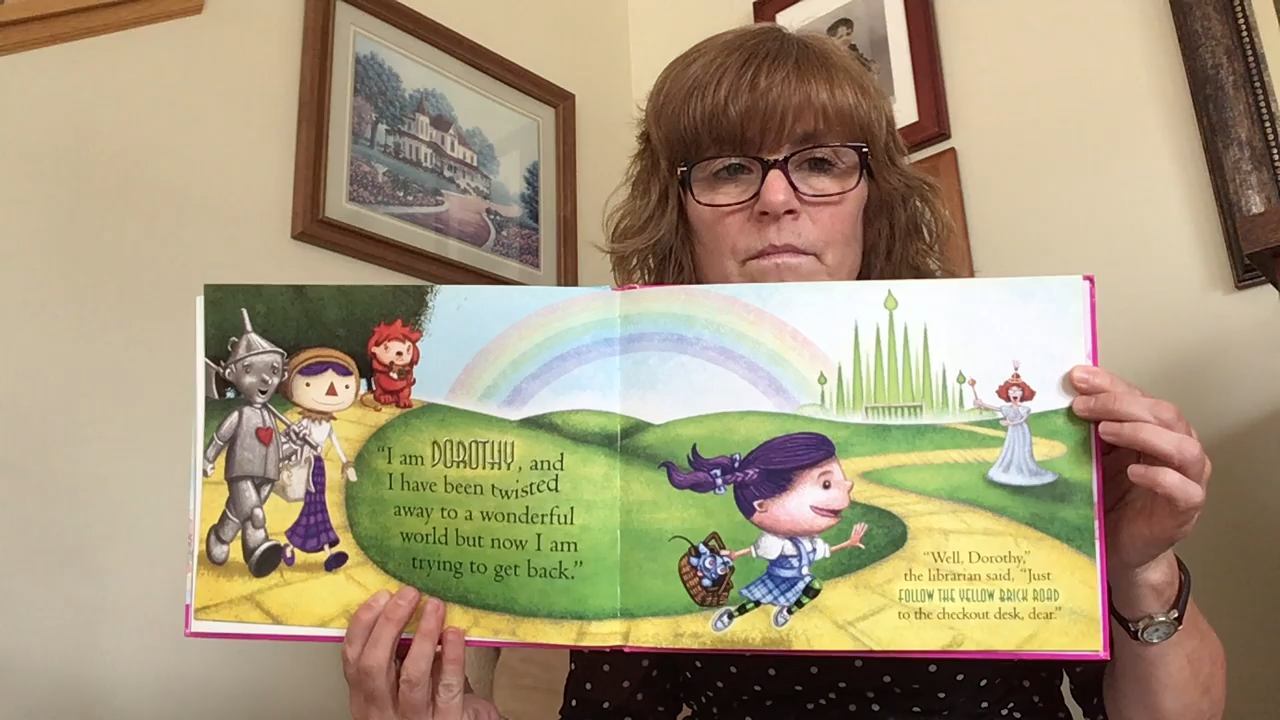 “I am DOROTHY, and
I have been twisted
away to a wonderful
world but now I am
trying to get back.”
“Well, Dorothy,”
the librarian said, “Just
FOLLOW THE YELLOW BRICK ROAD
to the checkout desk, dear.”